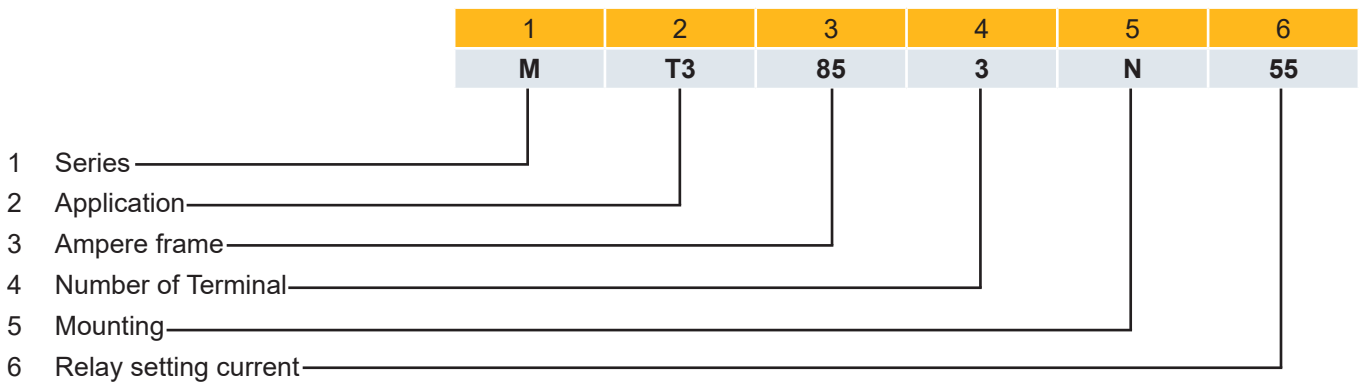 1 2 3 4 5 6
M T3 85 3 N 55
1 Series
2 Application
3 Ampere frame
4 Number of Terminal
5 Mounting
6 Relay setting current